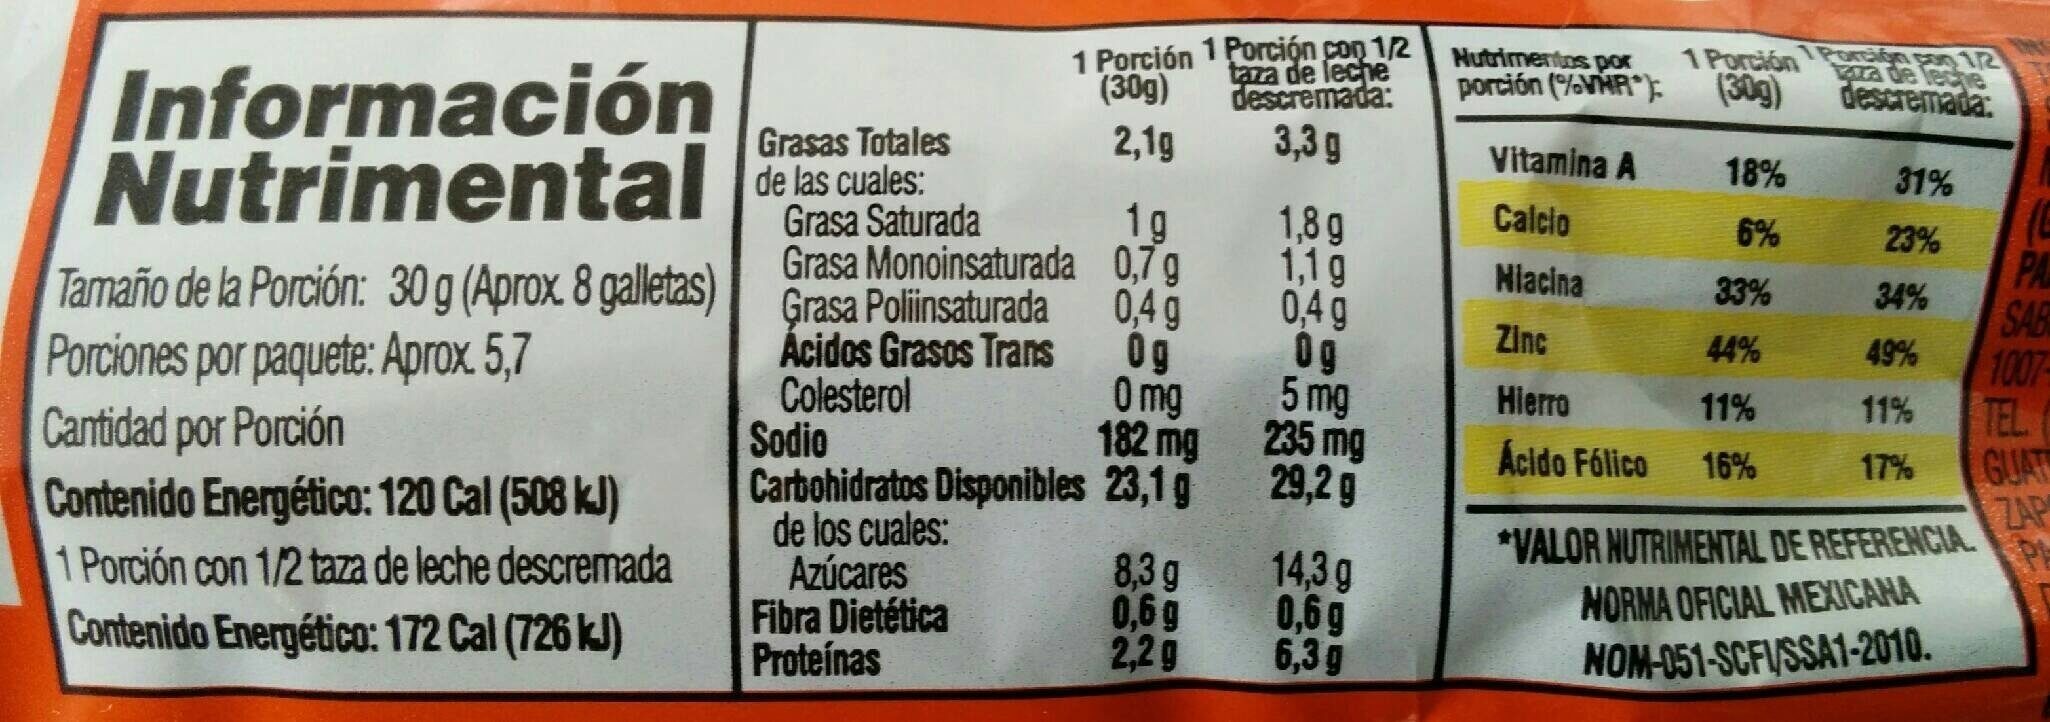 Información
Nutrimental
Tamaño de la Porción: 30 g (Aprox. 8 galletas)
Porciones por paquete: Aprox. 5,7
Cantidad por Porción
Contenido Energético: 120 Cal (508 kJ)
1 Porción con 1/2 taza de leche descremada
Contenido Energético: 172 Cal (726 kJ)
1 Porción (30g) 1 Porción con 1/2 taza de leche descremada:
Grasas Totales 2,1g 3,3 g
de las cuales:
Grasa Saturada 1 g 1,8 g
Grasa Monoinsaturada 0,7 g 1,1 g
Grasa Poliinsaturada 0,4 g 0,4 g
Ácidos Grasos Trans 0 g 0 g
Colesterol 0 mg 5 mg
Sodio 182 mg 235 mg
Carbohidratos Disponibles 23,1 g 29,2 g
de los cuales:
Azúcares 8,3 g 14,3 g
Fibra Dietética 0,6 g 0,6 g
Proteínas 2,2 g 6,3 g
Nutrimentos por porción (%VNR*): 1 Porción (30g) 1 Porción con 1/2 taza de leche descremada:
Vitamina A 18% 31%
Calcio 6% 23%
Niacina 33% 34%
Zinc 44% 49%
Hierro 11% 11%
Ácido Fólico 16% 17%
*VALOR NUTRIMENTAL DE REFERENCIA.
NORMA OFICIAL MEXICANA
NOM-051-SCFI/SSA1-2010.
TEL. (